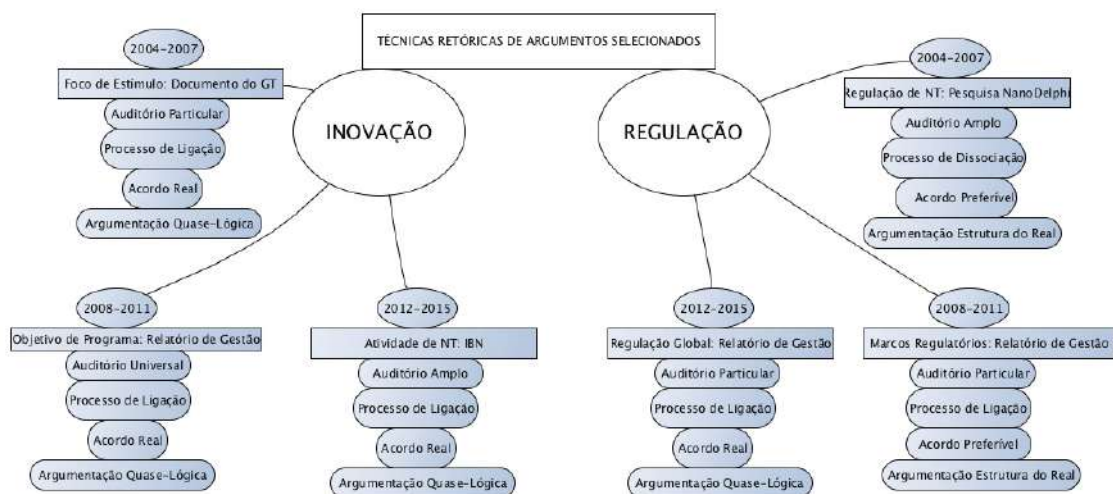 TÉCNICAS RETÓRICAS DE ARGUMENTOS SELECIONADOS
INOVAÇÃO
2004-2007
Foco de Estímulo: Documento do GT
Auditório Particular
Processo de Ligação
Acordo Real
Argumentação Quase-Lógica
2008-2011
Objetivo de Programa: Relatório de Gestão
Auditório Universal
Processo de Ligação
Acordo Real
Argumentação Quase-Lógica
2012-2015
Atividade de NT: IBN
Auditório Amplo
Processo de Ligação
Acordo Real
Argumentação Quase-Lógica
REGULAÇÃO
2004-2007
Regulação de NT: Pesquisa NanoDelphi
Auditório Amplo
Processo de Dissociação
Acordo Preferível
Argumentação Estrutura do Real
2012-2015
Regulação Global: Relatório de Gestão
Auditório Particular
Processo de Ligação
Acordo Real
Argumentação Quase-Lógica
2008-2011
Marcos Regulatórios: Relatório de Gestão
Auditório Particular
Processo de Ligação
Acordo Preferível
Argumentação Estrutura do Real